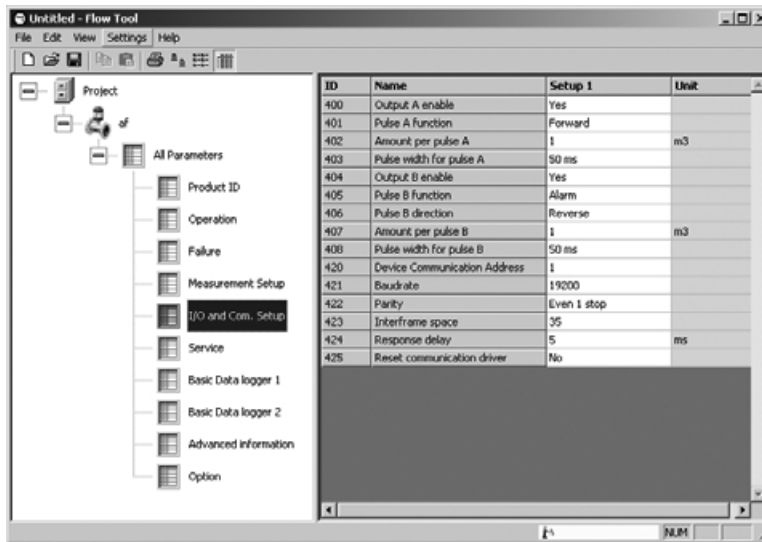 Untitled - Flow Tool
File Edit View Settings Help
Project
af
All Parameters
Product ID
Operation
Failure
Measurement Setup
I/O and Com. Setup
Service
Basic Data logger 1
Basic Data logger 2
Advanced information
Option
ID Name Setup 1 Unit
400 Output A enable Yes
401 Pulse A function Forward
402 Amount per pulse A 1 m3
403 Pulse width for pulse A 50 ms
404 Output B enable Yes
405 Pulse B function Alarm
406 Pulse B direction Reverse
407 Amount per pulse B 1 m3
408 Pulse width for pulse B 50 ms
420 Device Communication Address 1
421 Baudrate 19200
422 Parity Even 1 stop
423 Interframe space 35
424 Response delay 5 ms
425 Reset communication driver No
NUM